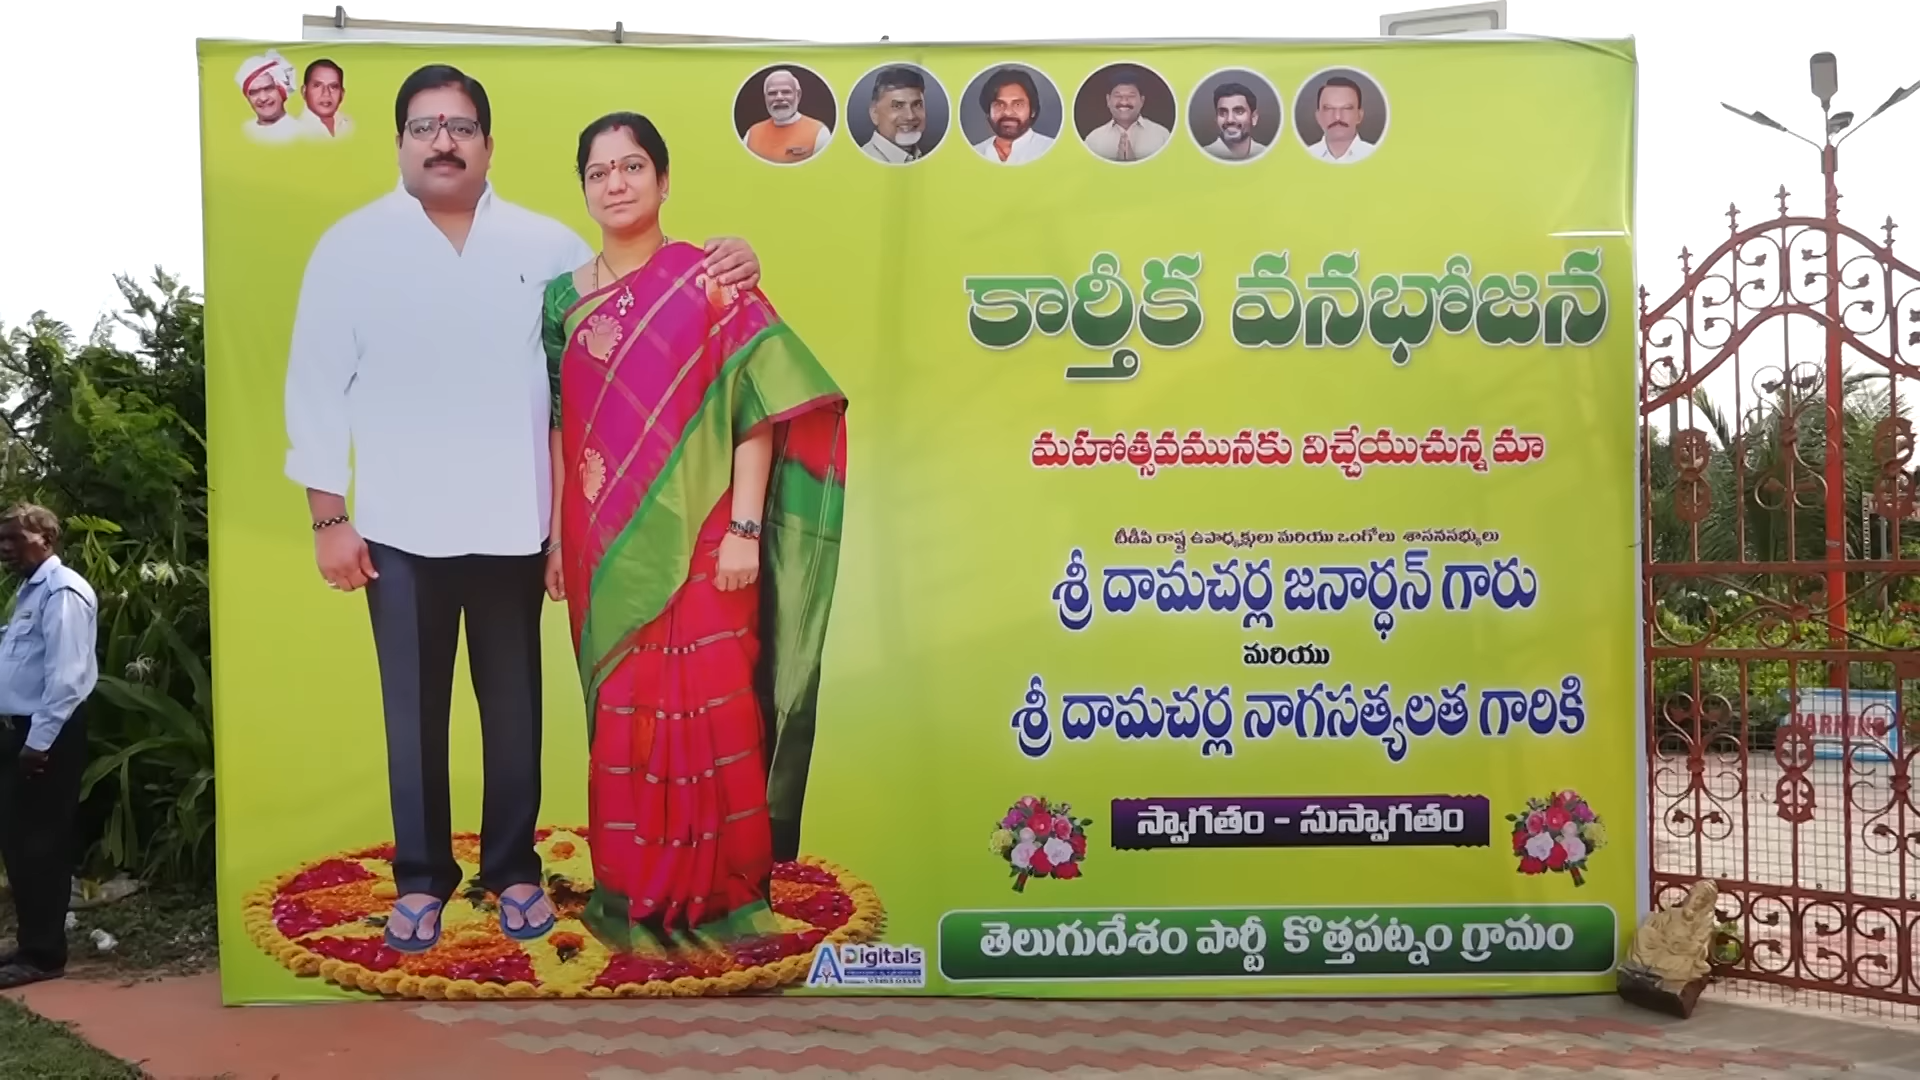 కార్తీక వనభోజన
మహోత్సవమునకు విచ్చేయుచున్న మా
టీడీపి రాష్ట్ర ఉపాధ్యక్షులు మరియు ఒంగోలు శాసనసభ్యులు
శ్రీ దామచర్ల జనార్ధన్ గారు
మరియు
శ్రీ దామచర్ల నాగసత్యలత గారికి
స్వాగతం - సుస్వాగతం
తెలుగుదేశం పార్టీ కొత్తపట్నం గ్రామం
Digitals
PARKING